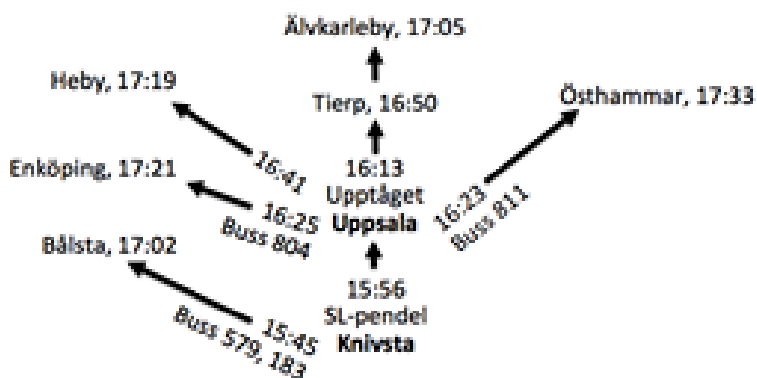 Älvkarleby, 17:05
Heby, 17:19
Tierp, 16:50
Östhammar, 17:33
Enköping, 17:21
16:41
16:13
Upptåget
Uppsala
16:25
Buss 804
16:23
Buss 811
Bålsta, 17:02
15:56
SL-pendel
Knivsta
15:45
Buss 579, 183